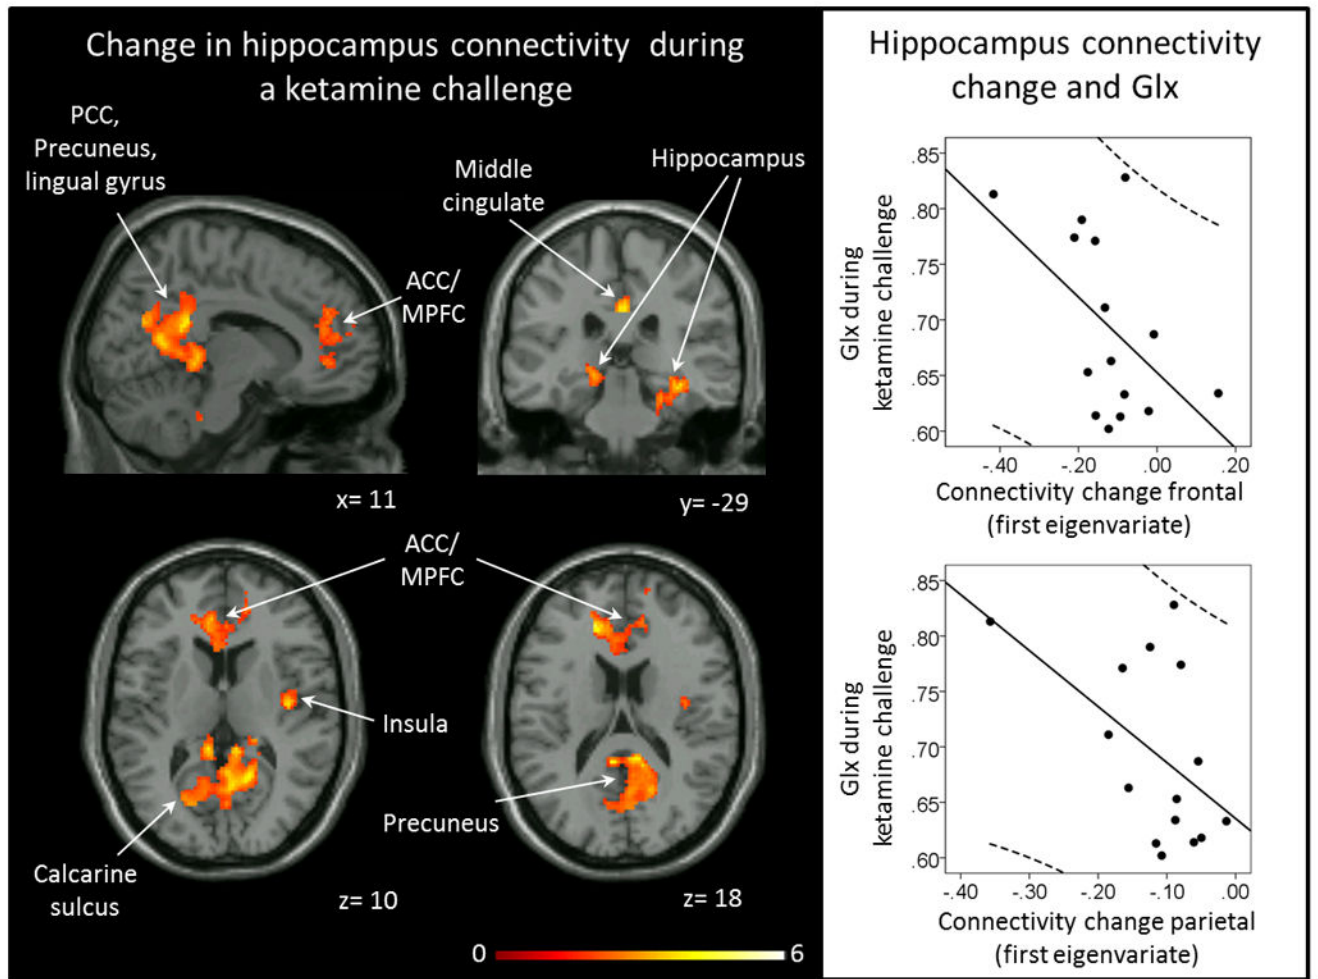 Change in hippocampus connectivity during
a ketamine challenge
PCC,
Precuneus,
lingual gyrus
Middle
cingulate
Hippocampus
ACC/
MPFC
x= 11
y= -29
ACC/
MPFC
Insula
Precuneus
Calcarine
sulcus
z= 10
z= 18
0
6
Hippocampus connectivity
change and Glx
Glx during
ketamine challenge
.85
.80
.75
.70
.65
.60
-.40 -.20 .00 .20
Connectivity change frontal
(first eigenvariate)
Glx during
ketamine challenge
.85
.80
.75
.70
.65
.60
-.40 -.30 -.20 -.10 .00
Connectivity change parietal
(first eigenvariate)